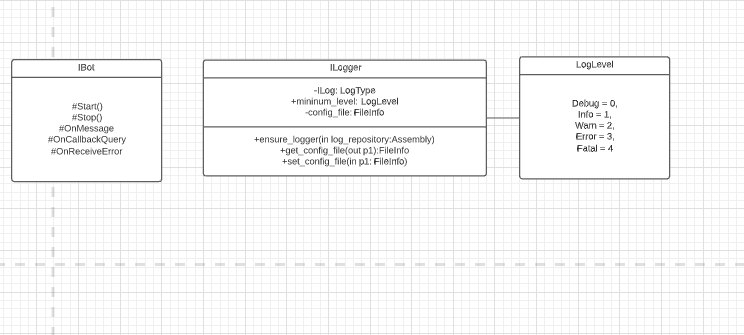 IBot
#Start()
#Stop()
#OnMessage
#OnCallbackQuery
#OnReceiveError
ILogger
-ILog: LogType
+mininum_level: LogLevel
-config_file: FileInfo
+ensure_logger(in log_repository:Assembly)
+get_config_file(out p1):FileInfo
+set_config_file(in p1: FileInfo)
LogLevel
Debug = 0,
Info = 1,
Warn = 2,
Error = 3,
Fatal = 4